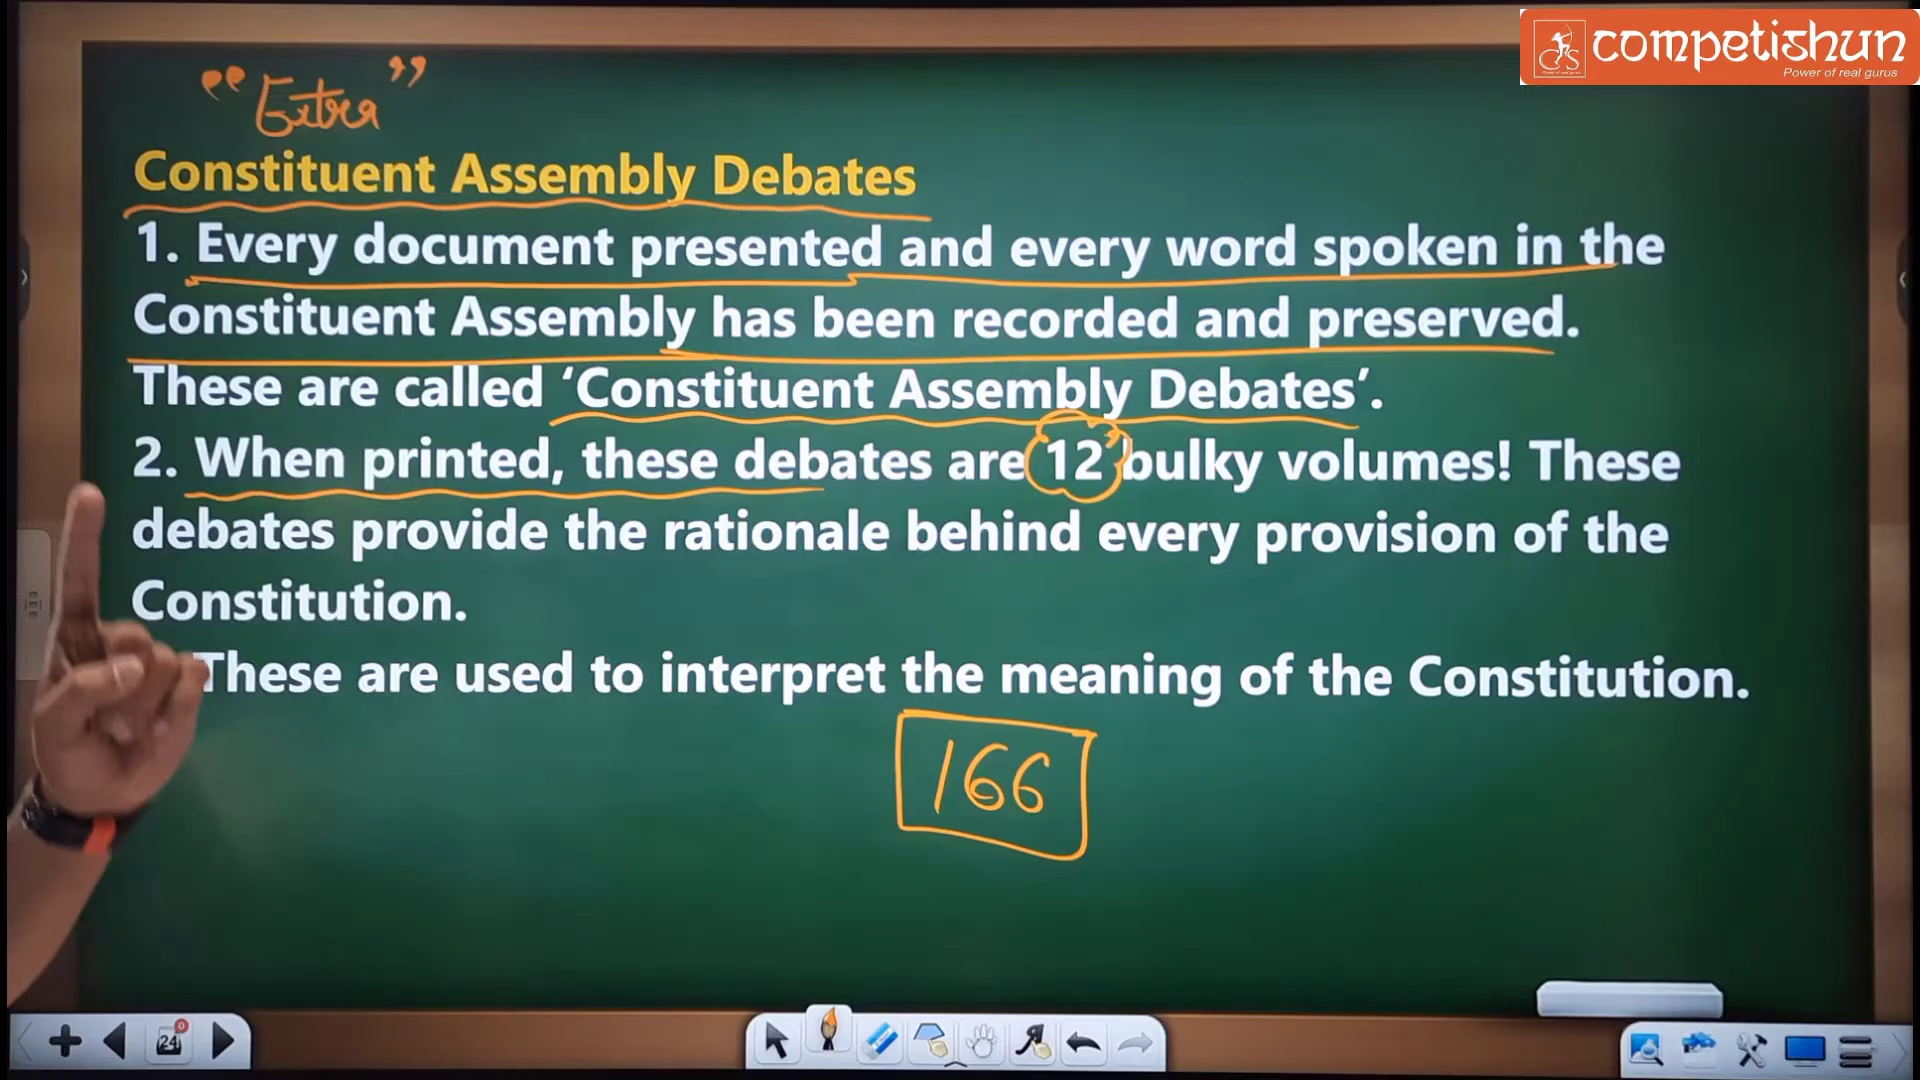 competishun
Power of real gurus
“Extra”
Constituent Assembly Debates
1. Every document presented and every word spoken in the
Constituent Assembly has been recorded and preserved.
These are called ‘Constituent Assembly Debates’.
2. When printed, these debates are 12 bulky volumes! These
debates provide the rationale behind every provision of the
Constitution.
These are used to interpret the meaning of the Constitution.
166
24
0